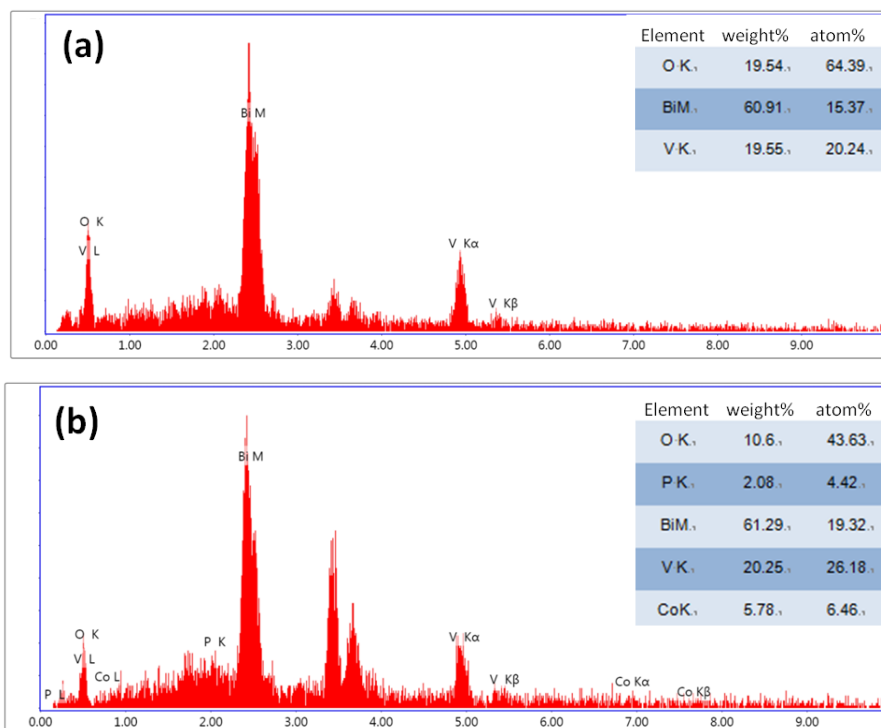 (a)
Element weight% atom%
O K 19.54 64.39
BiM 60.91 15.37
V K 19.55 20.24
Bi M
O K
V L
V Kα
V Kβ
0.00 1.00 2.00 3.00 4.00 5.00 6.00 7.00 8.00 9.00
(b)
Element weight% atom%
O K 10.6 43.63
P K 2.08 4.42
BiM 61.29 19.32
V K 20.25 26.18
CoK 5.78 6.46
Bi M
O K
P K
V Kα
V L
Co L
V Kβ
Co Kα
P L
Co Kβ
0.00 1.00 2.00 3.00 4.00 5.00 6.00 7.00 8.00 9.00